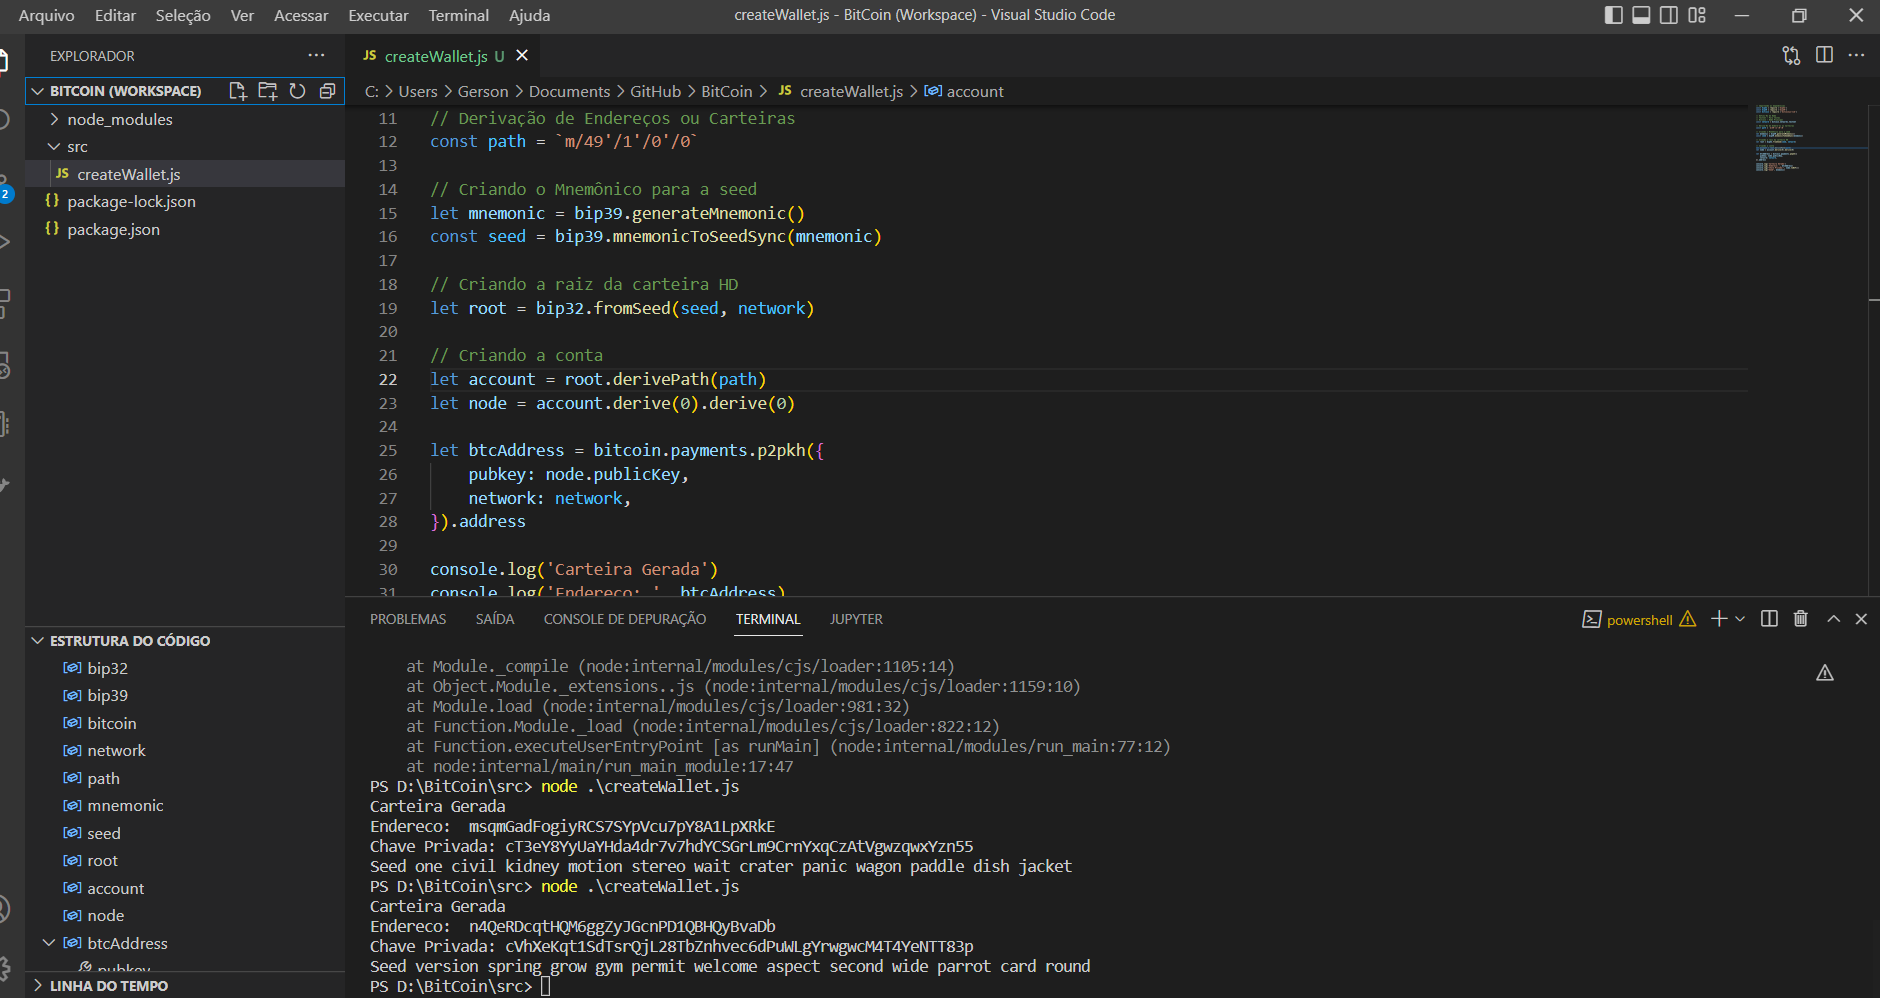 Arquivo Editar Seleção Ver Acessar Executar Terminal Ajuda
createWallet.js - BitCoin (Workspace) - Visual Studio Code
EXPLORADOR
BITCOIN (WORKSPACE)
node_modules
src
JS createWallet.js
{} package-lock.json
{} package.json
2
ESTRUTURA DO CÓDIGO
bip32
bip39
bitcoin
network
path
mnemonic
seed
root
account
node
btcAddress
pubkey
LINHA DO TEMPO
JS createWallet.js U
C: > Users > Gerson > Documents > GitHub > BitCoin > JS createWallet.js > account
11 // Derivação de Endereços ou Carteiras
12 const path = `m/49'/1'/0'/0`
13
14 // Criando o Mnemônico para a seed
15 let mnemonic = bip39.generateMnemonic()
16 const seed = bip39.mnemonicToSeedSync(mnemonic)
17
18 // Criando a raiz da carteira HD
19 let root = bip32.fromSeed(seed, network)
20
21 // Criando a conta
22 let account = root.derivePath(path)
23 let node = account.derive(0).derive(0)
24
25 let btcAddress = bitcoin.payments.p2pkh({
26 pubkey: node.publicKey,
27 network: network,
28 }).address
29
30 console.log('Carteira Gerada')
31 console.log('Endereco: ', btcAddress)
PROBLEMAS SAÍDA CONSOLE DE DEPURAÇÃO TERMINAL JUPYTER
powershell
at Module._compile (node:internal/modules/cjs/loader:1105:14)
at Object.Module._extensions..js (node:internal/modules/cjs/loader:1159:10)
at Module.load (node:internal/modules/cjs/loader:981:32)
at Function.Module._load (node:internal/modules/cjs/loader:822:12)
at Function.executeUserEntryPoint [as runMain] (node:internal/modules/run_main:77:12)
at node:internal/main/run_main_module:17:47
PS D:\BitCoin\src> node .\createWallet.js
Carteira Gerada
Endereco:  msqmGadFogiyRCS7SYpVcu7pY8A1LpXRkE
Chave Privada: cT3eY8YyUaYHda4dr7v7hdYCSGrLm9CrnYxqCzAtVgwzqwxYzn55
Seed one civil kidney motion stereo wait crater panic wagon paddle dish jacket
PS D:\BitCoin\src> node .\createWallet.js
Carteira Gerada
Endereco:  n4QeRDcqtHQM6ggZyJGcnPD1QBHQyBvaDb
Chave Privada: cVhXeKqt1SdTsrQjL28TbZnhvec6dPuWLgYrwgwcM4T4YeNTT83p
Seed version spring grow gym permit welcome aspect second wide parrot card round
PS D:\BitCoin\src>